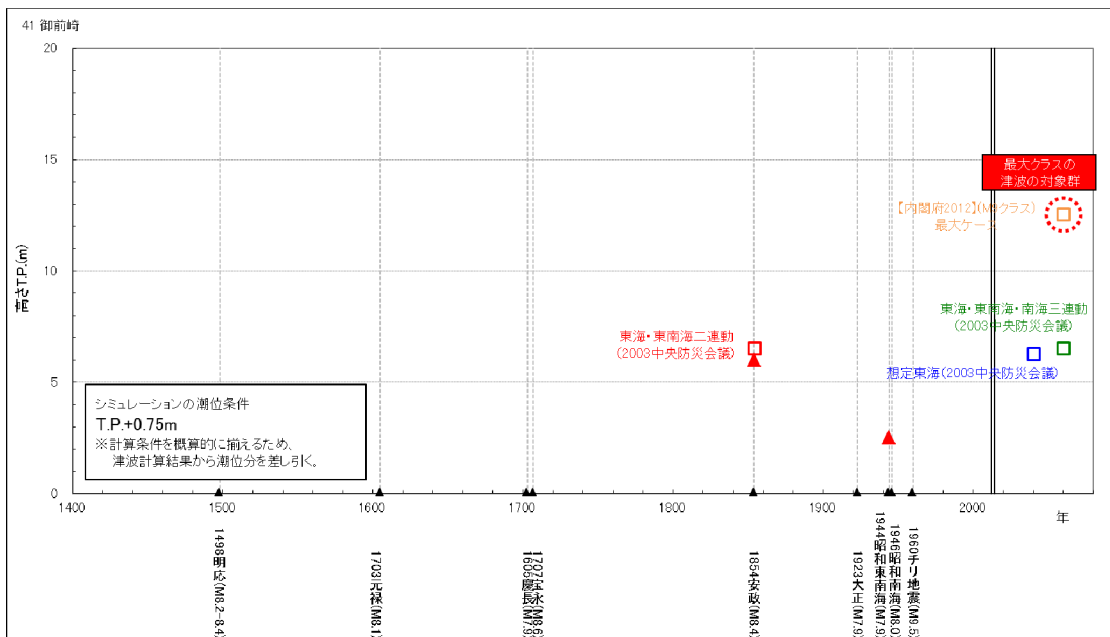 41 御前崎
20
15
10
5
0
高さT.P.(m)
最大クラスの
津波の対象群
【内閣府2012】(M9クラス)
最大ケース
東海・東南海・南海三連動
(2003中央防災会議)
想定東海(2003中央防災会議)
東海・東南海二連動
(2003中央防災会議)
シミュレーションの潮位条件
T.P.+0.75m
※計算条件を概算的に揃えるため、
津波計算結果から潮位分を差し引く。
1400
1500
1600
1700
1800
1900
2000
年
1498明応(M8.2-8.4)
1703元禄(M8.1)
1605慶長(M7.9)
1707宝永(M8.6)
1854安政(M8.4)
1923大正(M7.9)
1944昭和東南海(M7.9)
1946昭和南海(M8.0)
1960チリ地震(M9.5)